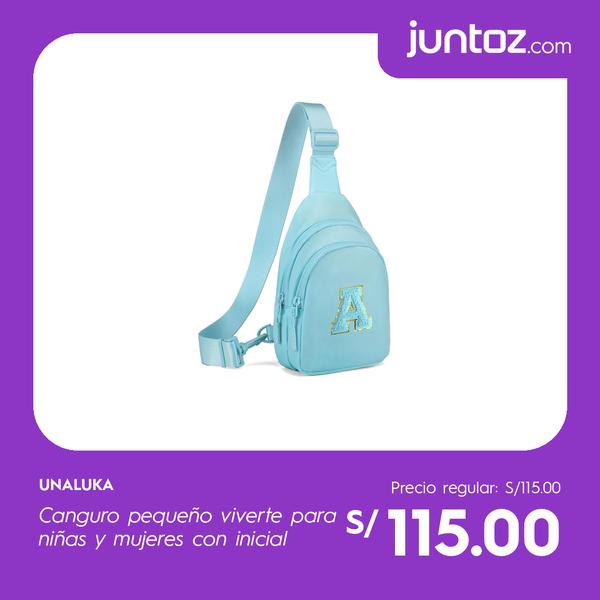 juntoz.com
A
UNALUKA
Canguro pequeño viverte para
niñas y mujeres con inicial
Precio regular: S/115.00
S/115.00